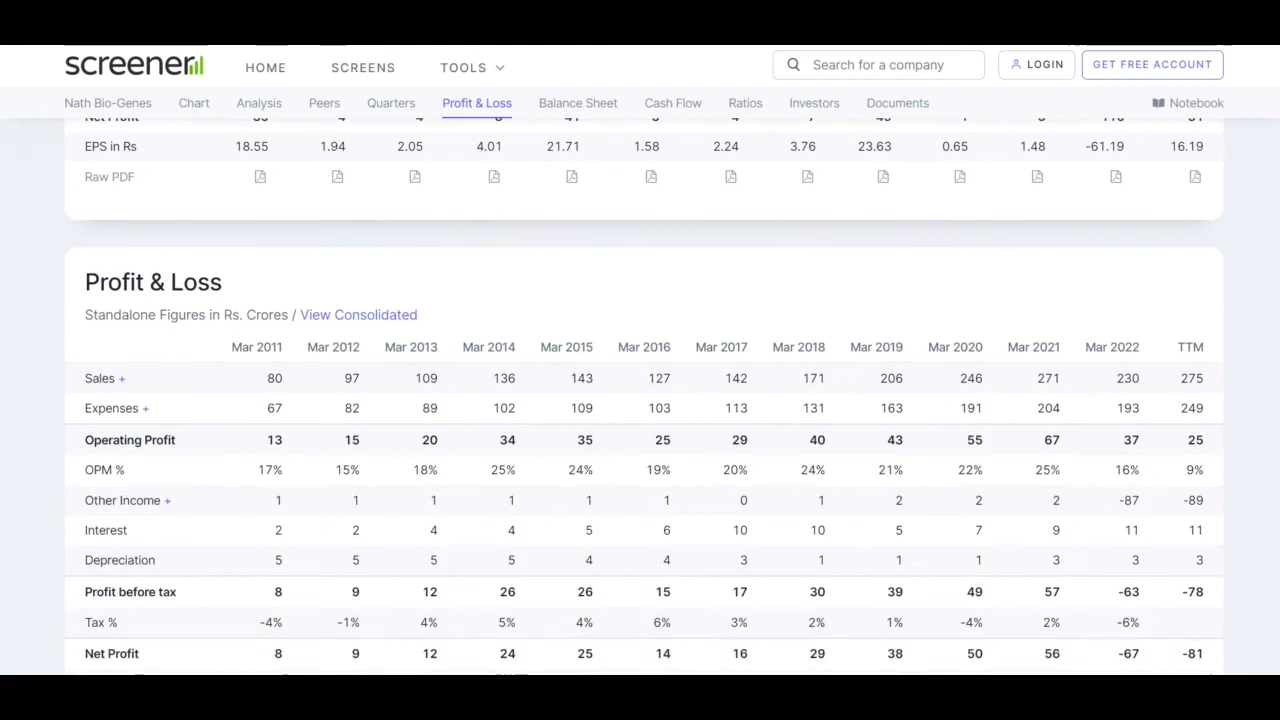 screener HOME SCREENS TOOLS Search for a company LOGIN GET FREE ACCOUNT
Nath Bio-Genes Chart Analysis Peers Quarters Profit & Loss Balance Sheet Cash Flow Ratios Investors Documents Notebook
EPS in Rs 18.55 1.94 2.05 4.01 21.71 1.58 2.24 3.76 23.63 0.65 1.48 -61.19 16.19
Raw PDF
Profit & Loss
Standalone Figures in Rs. Crores / View Consolidated
Mar 2011 Mar 2012 Mar 2013 Mar 2014 Mar 2015 Mar 2016 Mar 2017 Mar 2018 Mar 2019 Mar 2020 Mar 2021 Mar 2022 TTM
Sales + 80 97 109 136 143 127 142 171 206 246 271 230 275
Expenses + 67 82 89 102 109 103 113 131 163 191 204 193 249
Operating Profit 13 15 20 34 35 25 29 40 43 55 67 37 25
OPM % 17% 15% 18% 25% 24% 19% 20% 24% 21% 22% 25% 16% 9%
Other Income + 1 1 1 1 1 1 0 1 2 2 2 -87 -89
Interest 2 2 4 4 5 6 10 10 5 7 9 11 11
Depreciation 5 5 5 5 4 4 3 1 1 1 3 3 3
Profit before tax 8 9 12 26 26 15 17 30 39 49 57 -63 -78
Tax % -4% -1% 4% 5% 4% 6% 3% 2% 1% -4% 2% -6%
Net Profit 8 9 12 24 25 14 16 29 38 50 56 -67 -81